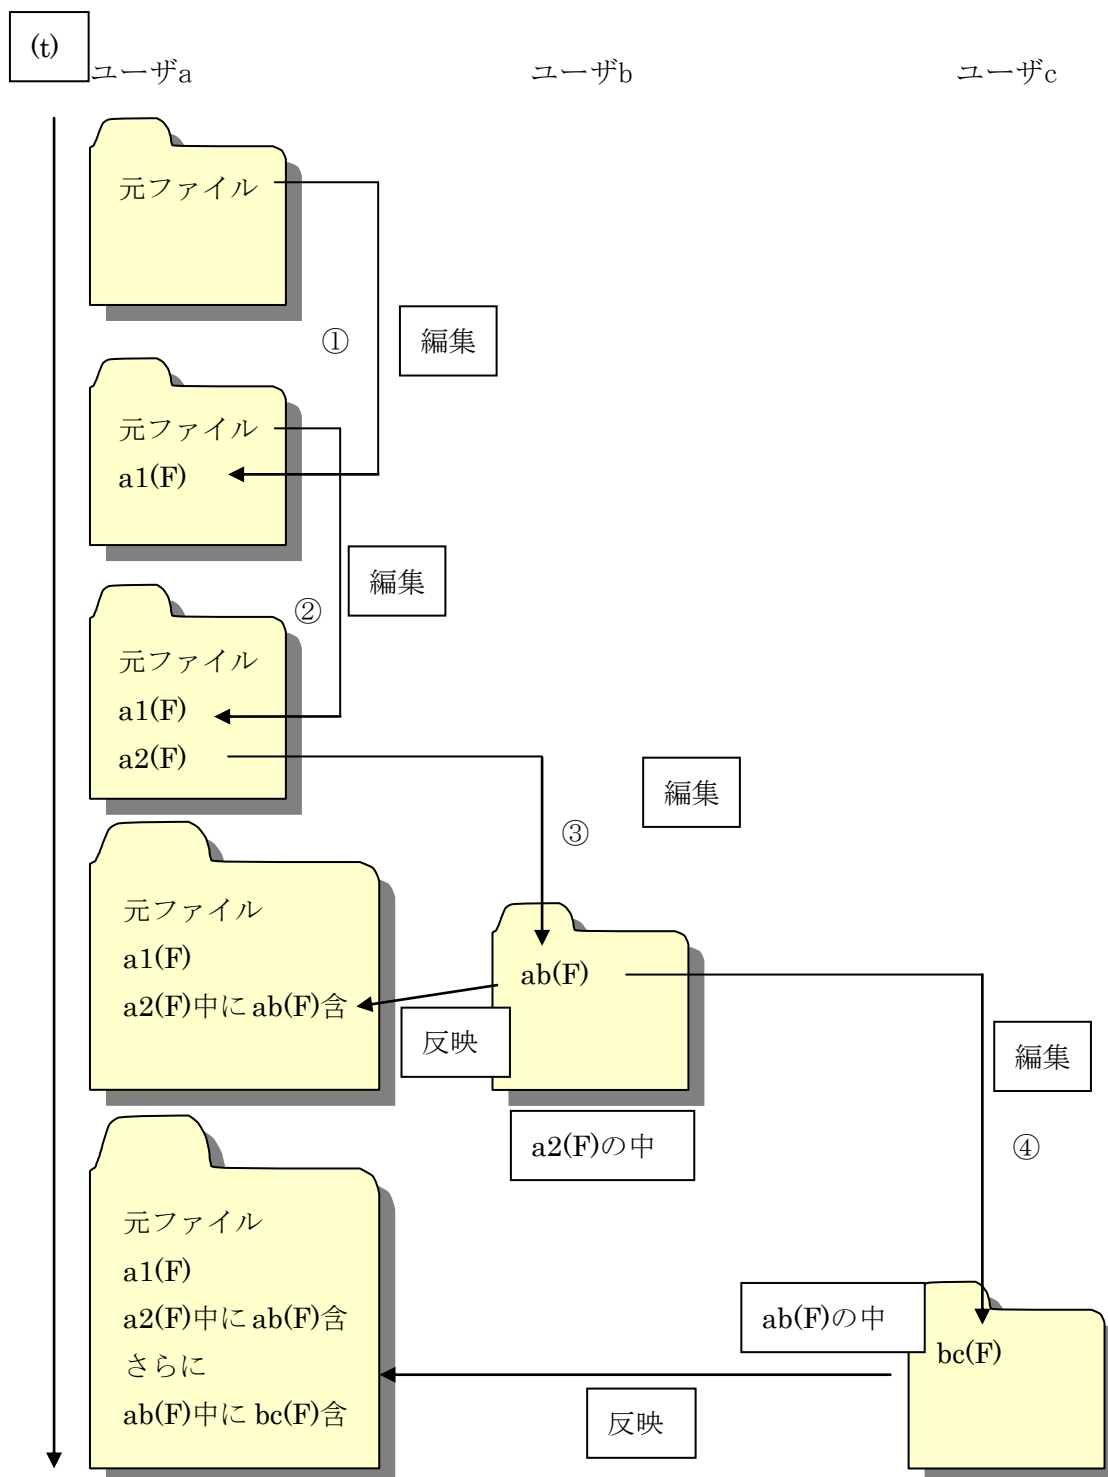 (t)
ユーザa
ユーザb
ユーザc
元ファイル
①
編集
元ファイル
a1(F)
②
編集
元ファイル
a1(F)
a2(F)
編集
③
元ファイル
a1(F)
a2(F)中にab(F)含
ab(F)
反映
編集
a2(F)の中
④
元ファイル
a1(F)
a2(F)中にab(F)含
さらに
ab(F)中にbc(F)含
ab(F)の中
bc(F)
反映